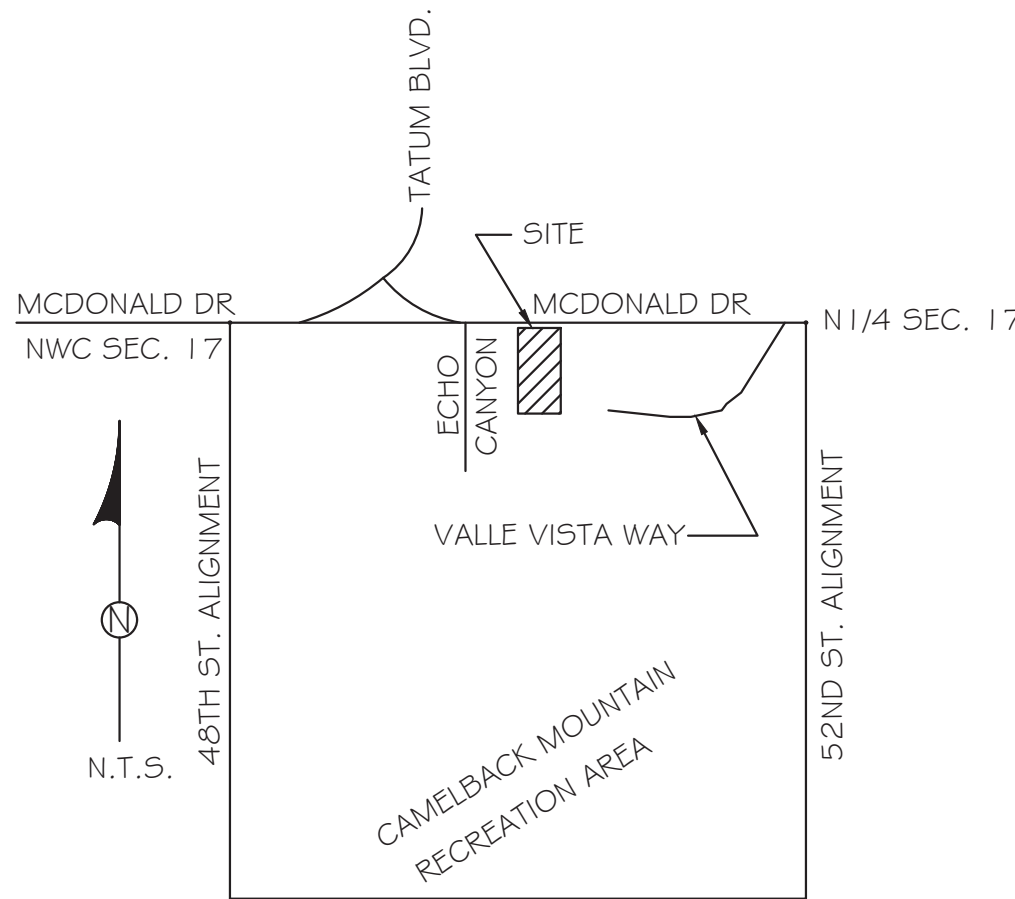 TATUM BLVD.
SITE
MCDONALD DR
MCDONALD DR
NWC SEC. 17
N1/4 SEC. 17
ECHO
CANYON
48TH ST. ALIGNMENT
VALLE VISTA WAY
52ND ST. ALIGNMENT
N
N.T.S.
CAMELBACK MOUNTAIN
RECREATION AREA